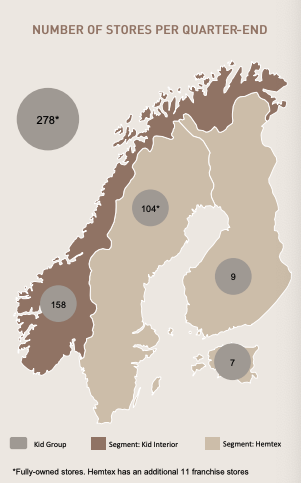 NUMBER OF STORES PER QUARTER-END
278*
104*
9
158
7
Kid Group Segment: Kid Interior Segment: Hemtex
*Fully-owned stores. Hemtex has an additional 11 franchise stores